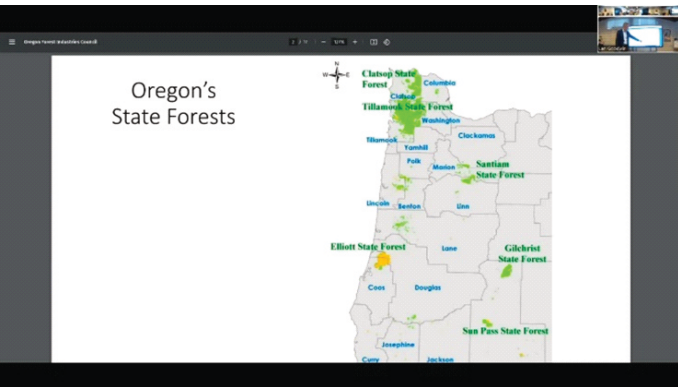 Oregon Forest Industries Council
Oregon's
State Forests
N
W
E
S
Clatsop State
Forest
Columbia
Clatsop
Tillamook State Forest
Washington
Tillamook
Clackamas
Yamhill
Polk
Marion
Santiam
State Forest
Lincoln
Benton
Linn
Elliott State Forest
Lane
Gilchrist
State Forest
Coos
Douglas
Sun Pass State Forest
Josephine
Curry
Jackson